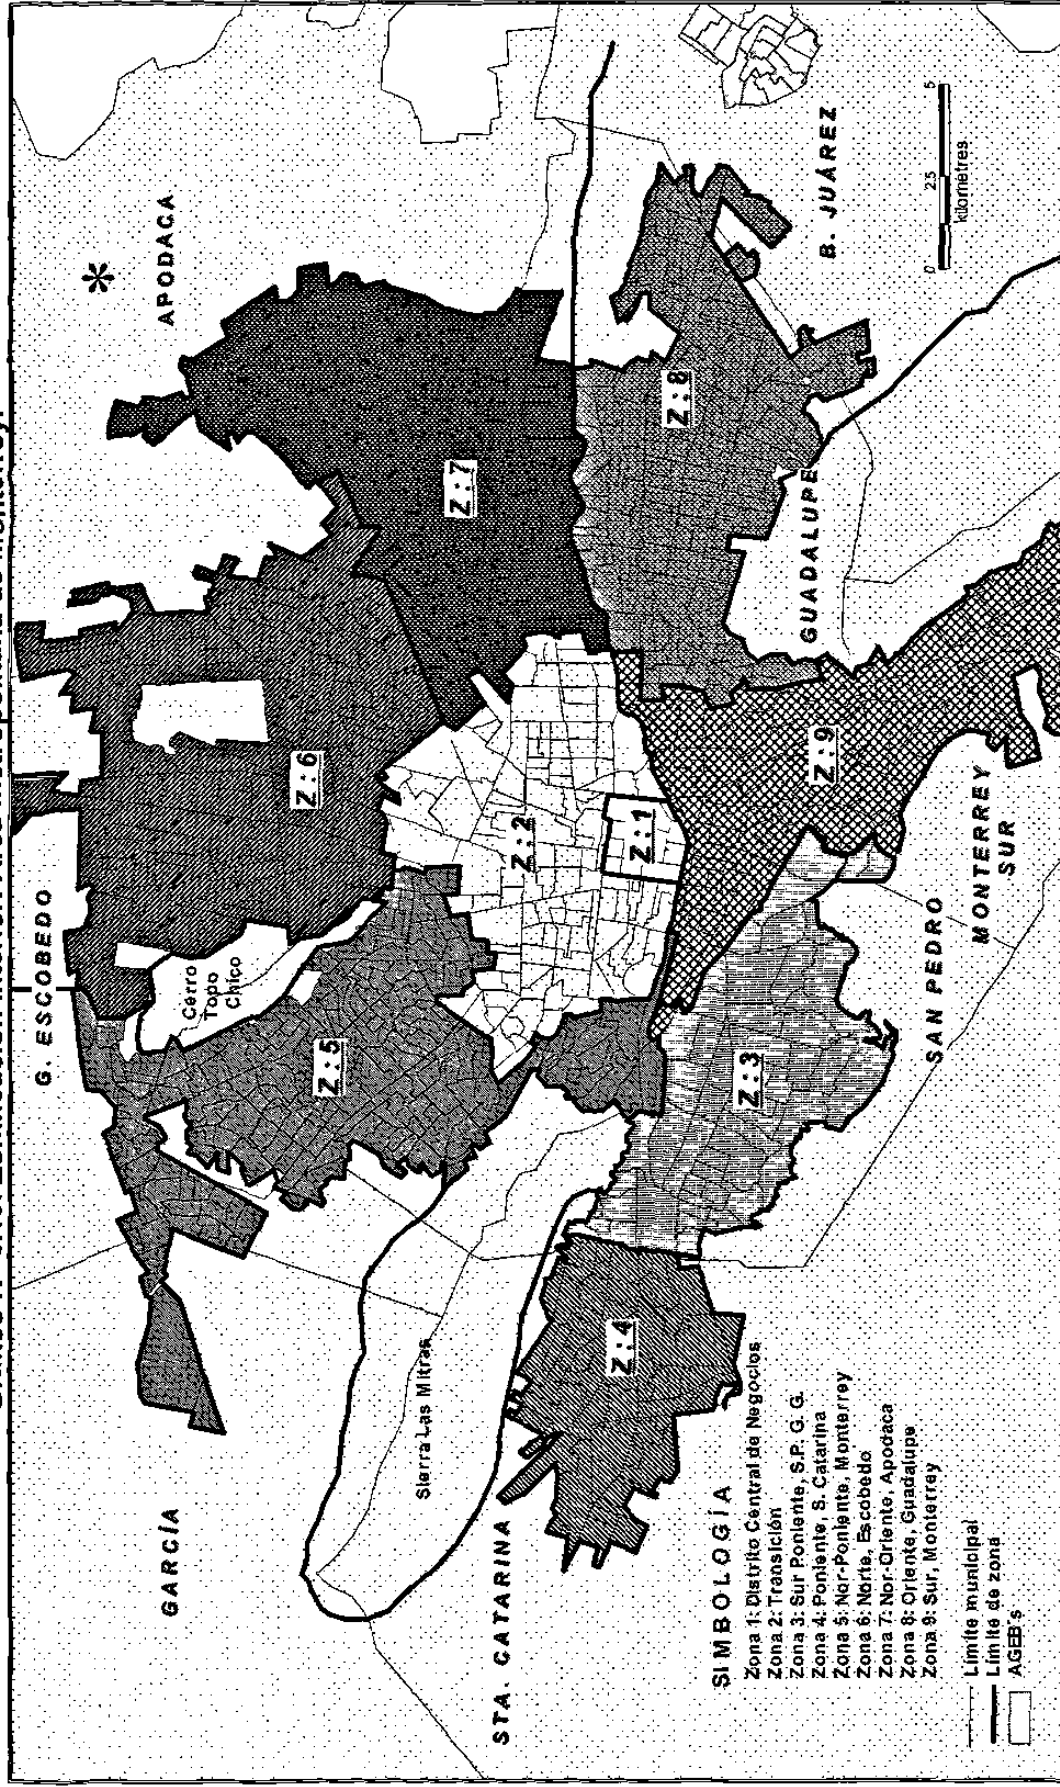 G. ESCOBEDO
APODACA
GARCÍA
Cerro
Topo
Chico
Z:6
Z:7
Z:5
Z:2
Z:1
Z:8
Sierra Las Mitras
STA. CATARINA
Z:4
Z:3
Z:9
GUADALUPE
B. JUÁREZ
SAN PEDRO
MONTERREY
SUR
SIMBOLOGÍA
Zona 1: Distrito Central de Negocios
Zona 2: Transición
Zona 3: Sur Poniente, S.P. G. G.
Zona 4: Poniente, S. Catarina
Zona 5: Nor-Poniente, Monterrey
Zona 6: Norte, Escobedo
Zona 7: Nor-Oriente, Apodaca
Zona 8: Oriente, Guadalupe
Zona 9: Sur, Monterrey
Límite municipal
Límite de zona
AGEB's
0 2.5 5
kilometres